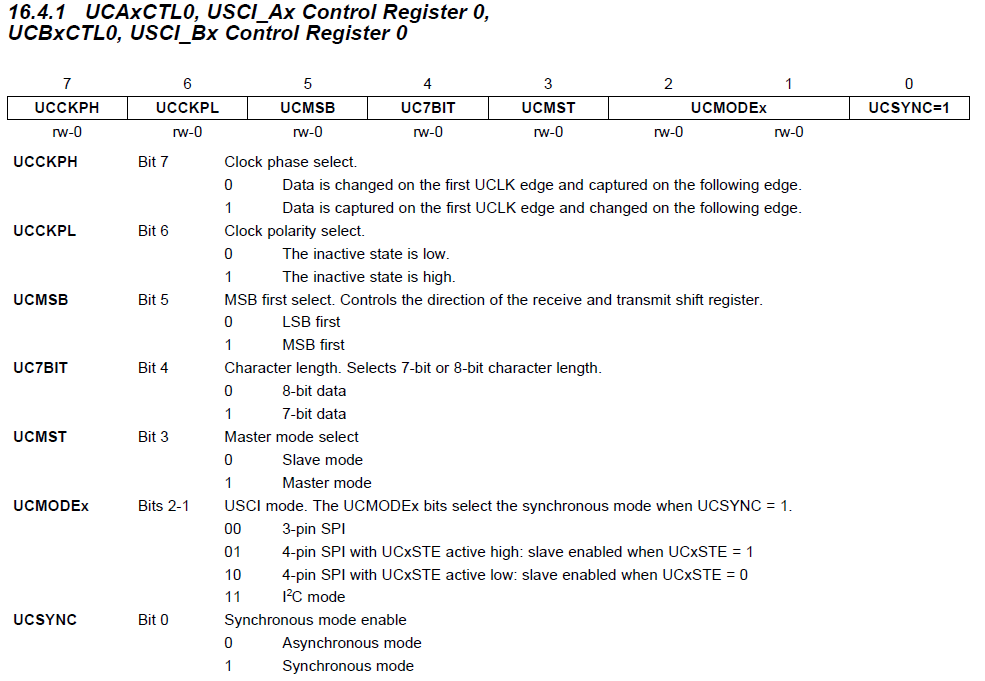 16.4.1 UCAxCTL0, USCI_Ax Control Register 0,
UCBxCTL0, USCI_Bx Control Register 0
7 6 5 4 3 2 1 0
UCCKPH UCCKPL UCMSB UC7BIT UCMST UCMODEx UCSYNC=1
rw-0 rw-0 rw-0 rw-0 rw-0 rw-0 rw-0
UCCKPH Bit 7 Clock phase select.
0 Data is changed on the first UCLK edge and captured on the following edge.
1 Data is captured on the first UCLK edge and changed on the following edge.
UCCKPL Bit 6 Clock polarity select.
0 The inactive state is low.
1 The inactive state is high.
UCMSB Bit 5 MSB first select. Controls the direction of the receive and transmit shift register.
0 LSB first
1 MSB first
UC7BIT Bit 4 Character length. Selects 7-bit or 8-bit character length.
0 8-bit data
1 7-bit data
UCMST Bit 3 Master mode select
0 Slave mode
1 Master mode
UCMODEx Bits 2-1 USCI mode. The UCMODEx bits select the synchronous mode when UCSYNC = 1.
00 3-pin SPI
01 4-pin SPI with UCxSTE active high: slave enabled when UCxSTE = 1
10 4-pin SPI with UCxSTE active low: slave enabled when UCxSTE = 0
11 I²C mode
UCSYNC Bit 0 Synchronous mode enable
0 Asynchronous mode
1 Synchronous mode